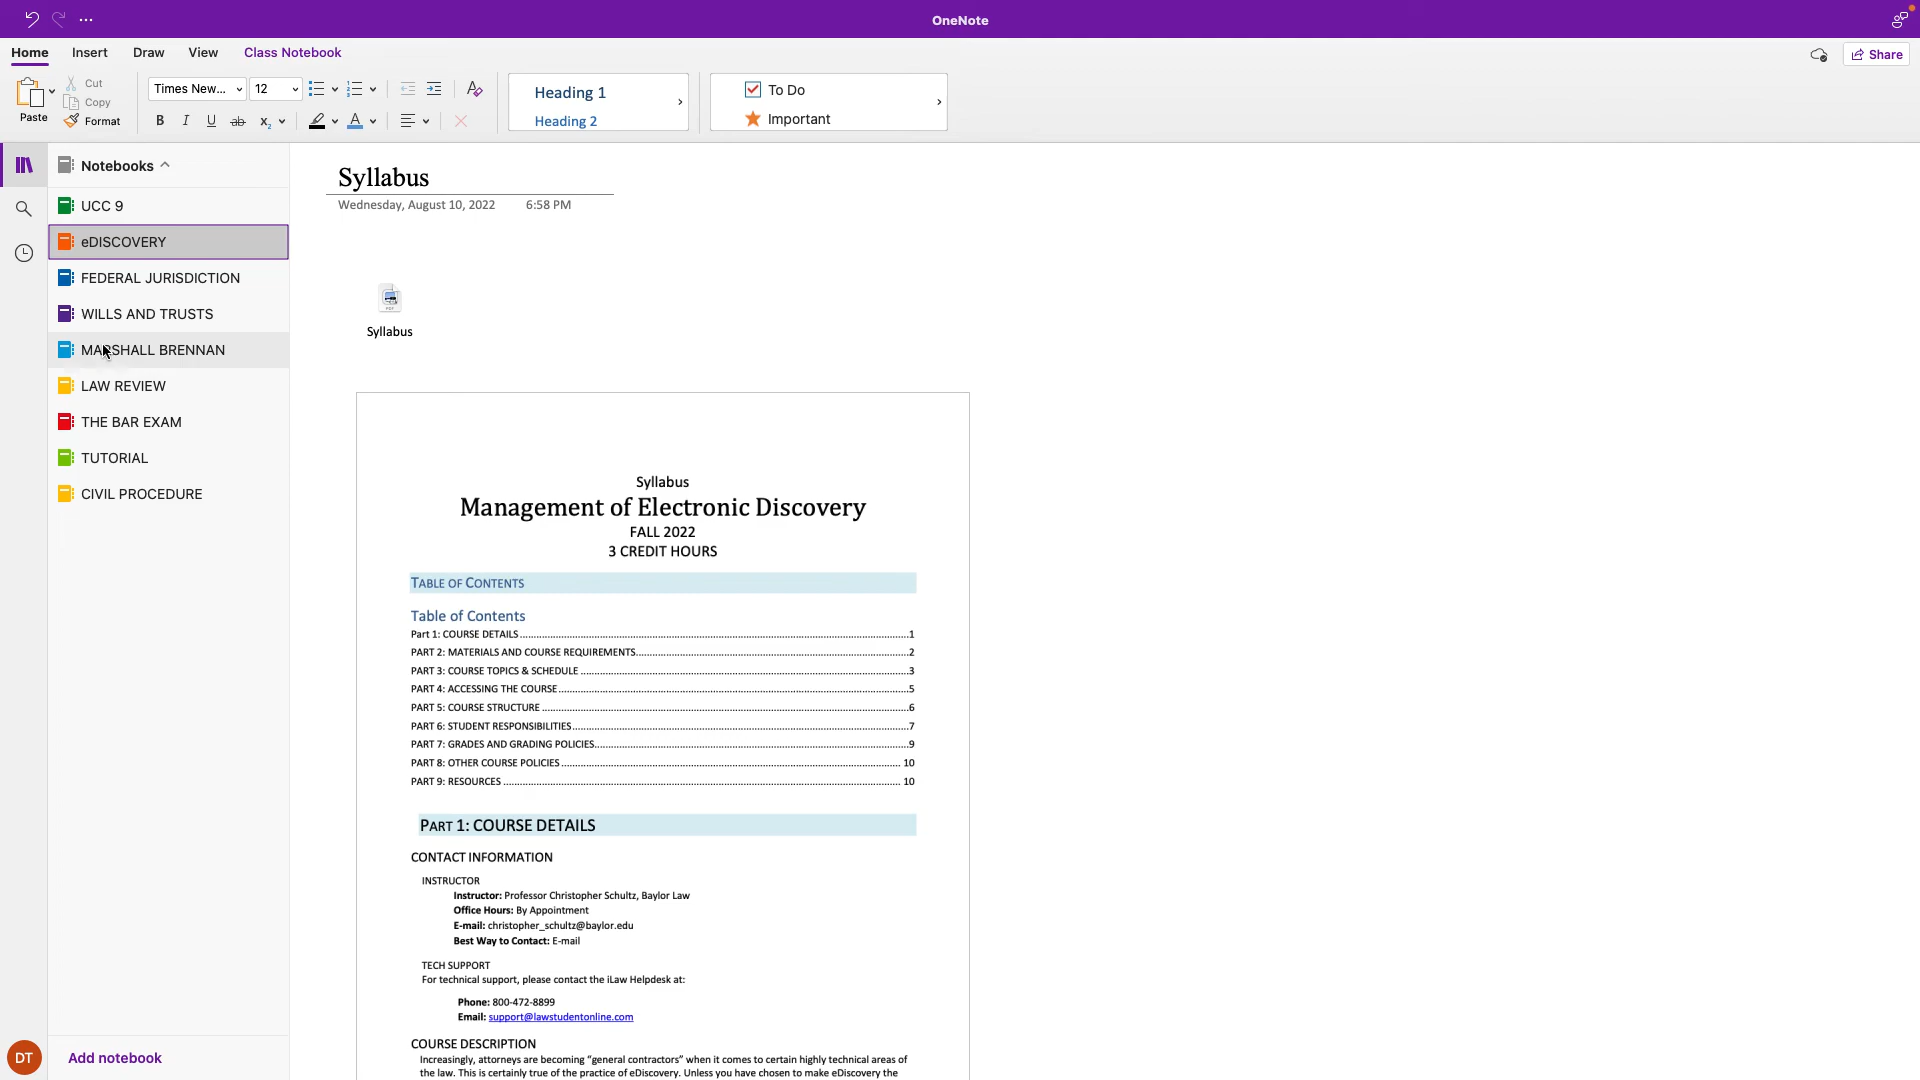 OneNote
Home Insert Draw View Class Notebook
Share
Paste
Cut
Copy
Format
Times New... 12
B I U ab x₂ A
Heading 1
Heading 2
To Do
Important
Notebooks
UCC 9
eDISCOVERY
FEDERAL JURISDICTION
WILLS AND TRUSTS
MARSHALL BRENNAN
LAW REVIEW
THE BAR EXAM
TUTORIAL
CIVIL PROCEDURE
DT
Add notebook
Syllabus
Wednesday, August 10, 2022 6:58 PM
PDF
Syllabus
Syllabus
Management of Electronic Discovery
FALL 2022
3 CREDIT HOURS
TABLE OF CONTENTS
Table of Contents
Part 1: COURSE DETAILS 1
PART 2: MATERIALS AND COURSE REQUIREMENTS 2
PART 3: COURSE TOPICS & SCHEDULE 3
PART 4: ACCESSING THE COURSE 5
PART 5: COURSE STRUCTURE 6
PART 6: STUDENT RESPONSIBILITIES 7
PART 7: GRADES AND GRADING POLICIES 9
PART 8: OTHER COURSE POLICIES 10
PART 9: RESOURCES 10
PART 1: COURSE DETAILS
CONTACT INFORMATION
INSTRUCTOR
Instructor: Professor Christopher Schultz, Baylor Law
Office Hours: By Appointment
E-mail: christopher_schultz@baylor.edu
Best Way to Contact: E-mail
TECH SUPPORT
For technical support, please contact the iLaw Helpdesk at:
Phone: 800-472-8899
Email: support@lawstudentonline.com
COURSE DESCRIPTION
Increasingly, attorneys are becoming "general contractors" when it comes to certain highly technical areas of
the law. This is certainly true of the practice of eDiscovery. Unless you have chosen to make eDiscovery the